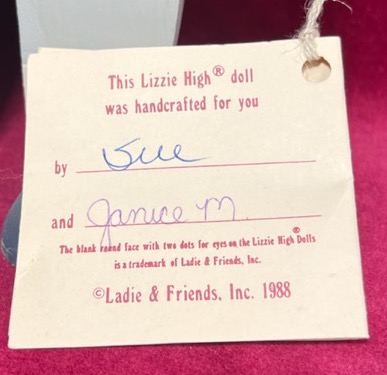 This Lizzie High® doll
was handcrafted for you
by Sue
and Janice M.
The blank round face with two dots for eyes on the Lizzie High® Dolls
is a trademark of Ladie & Friends, Inc.
©Ladie & Friends, Inc. 1988